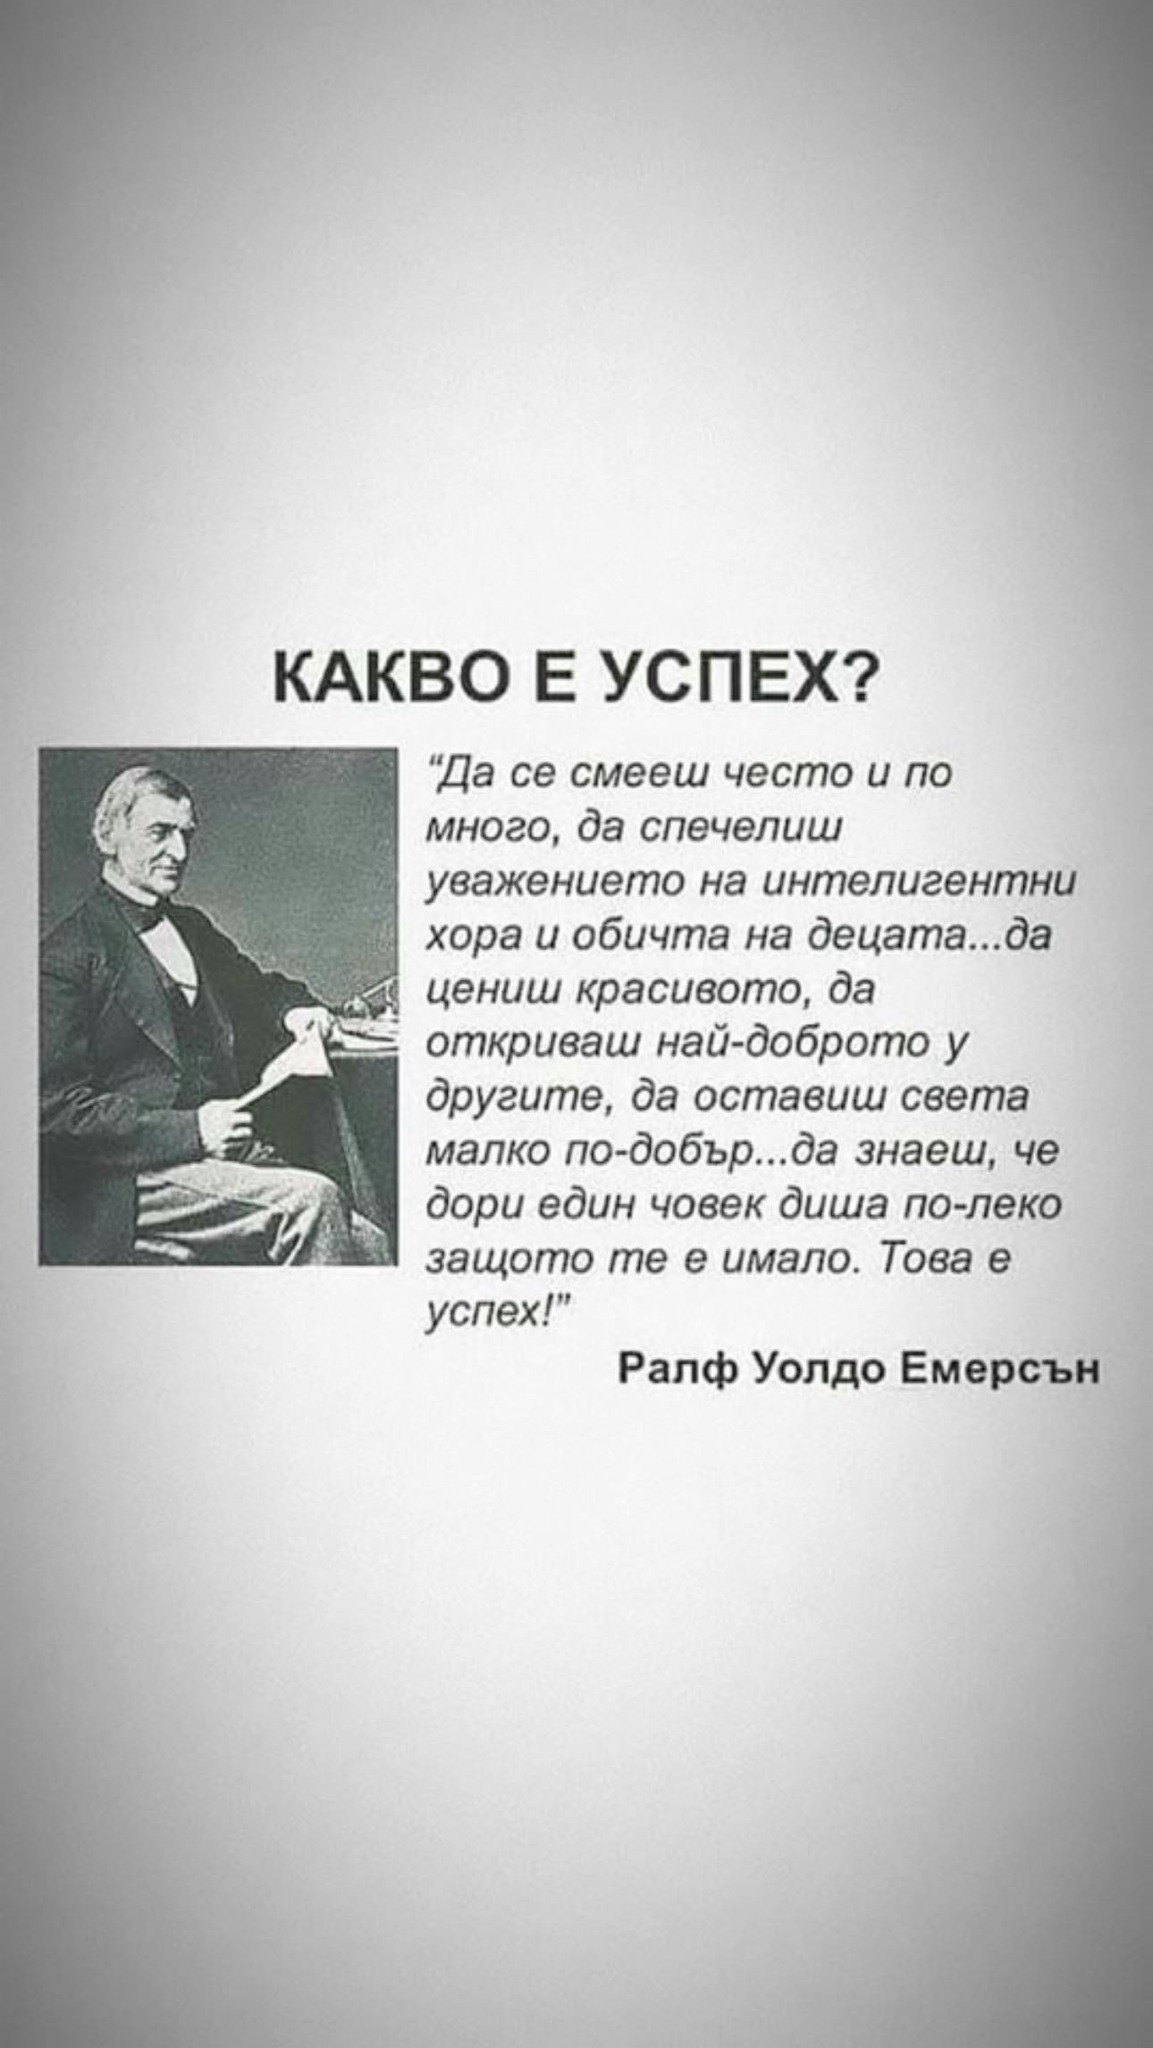 КАКВО Е УСПЕХ?
“Да се смееш често и по
много, да спечелиш
уважението на интелигентни
хора и обичта на децата...да
цениш красивото, да
откриваш най-доброто у
другите, да оставиш света
малко по-добър...да знаеш, че
дори един човек диша по-леко
защото те е имало. Това е
успех!”
Ралф Уолдо Емерсън